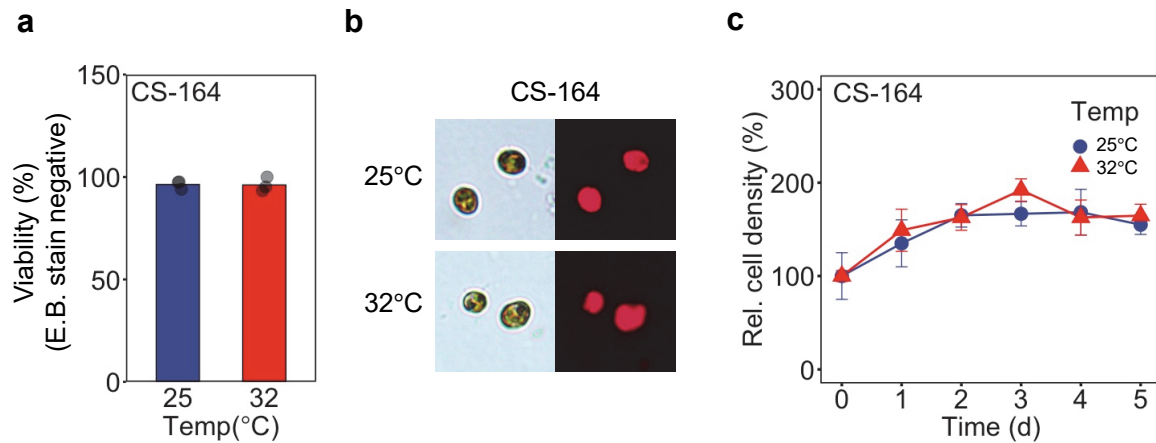 a
CS-164
150
100
50
0
Viability (%)
(E.B. stain negative)
25 32
Temp(°C)
b
CS-164
25°C
32°C
c
CS-164
Temp
25°C
32°C
300
200
100
0
Rel. cell density (%)
0 1 2 3 4 5
Time (d)